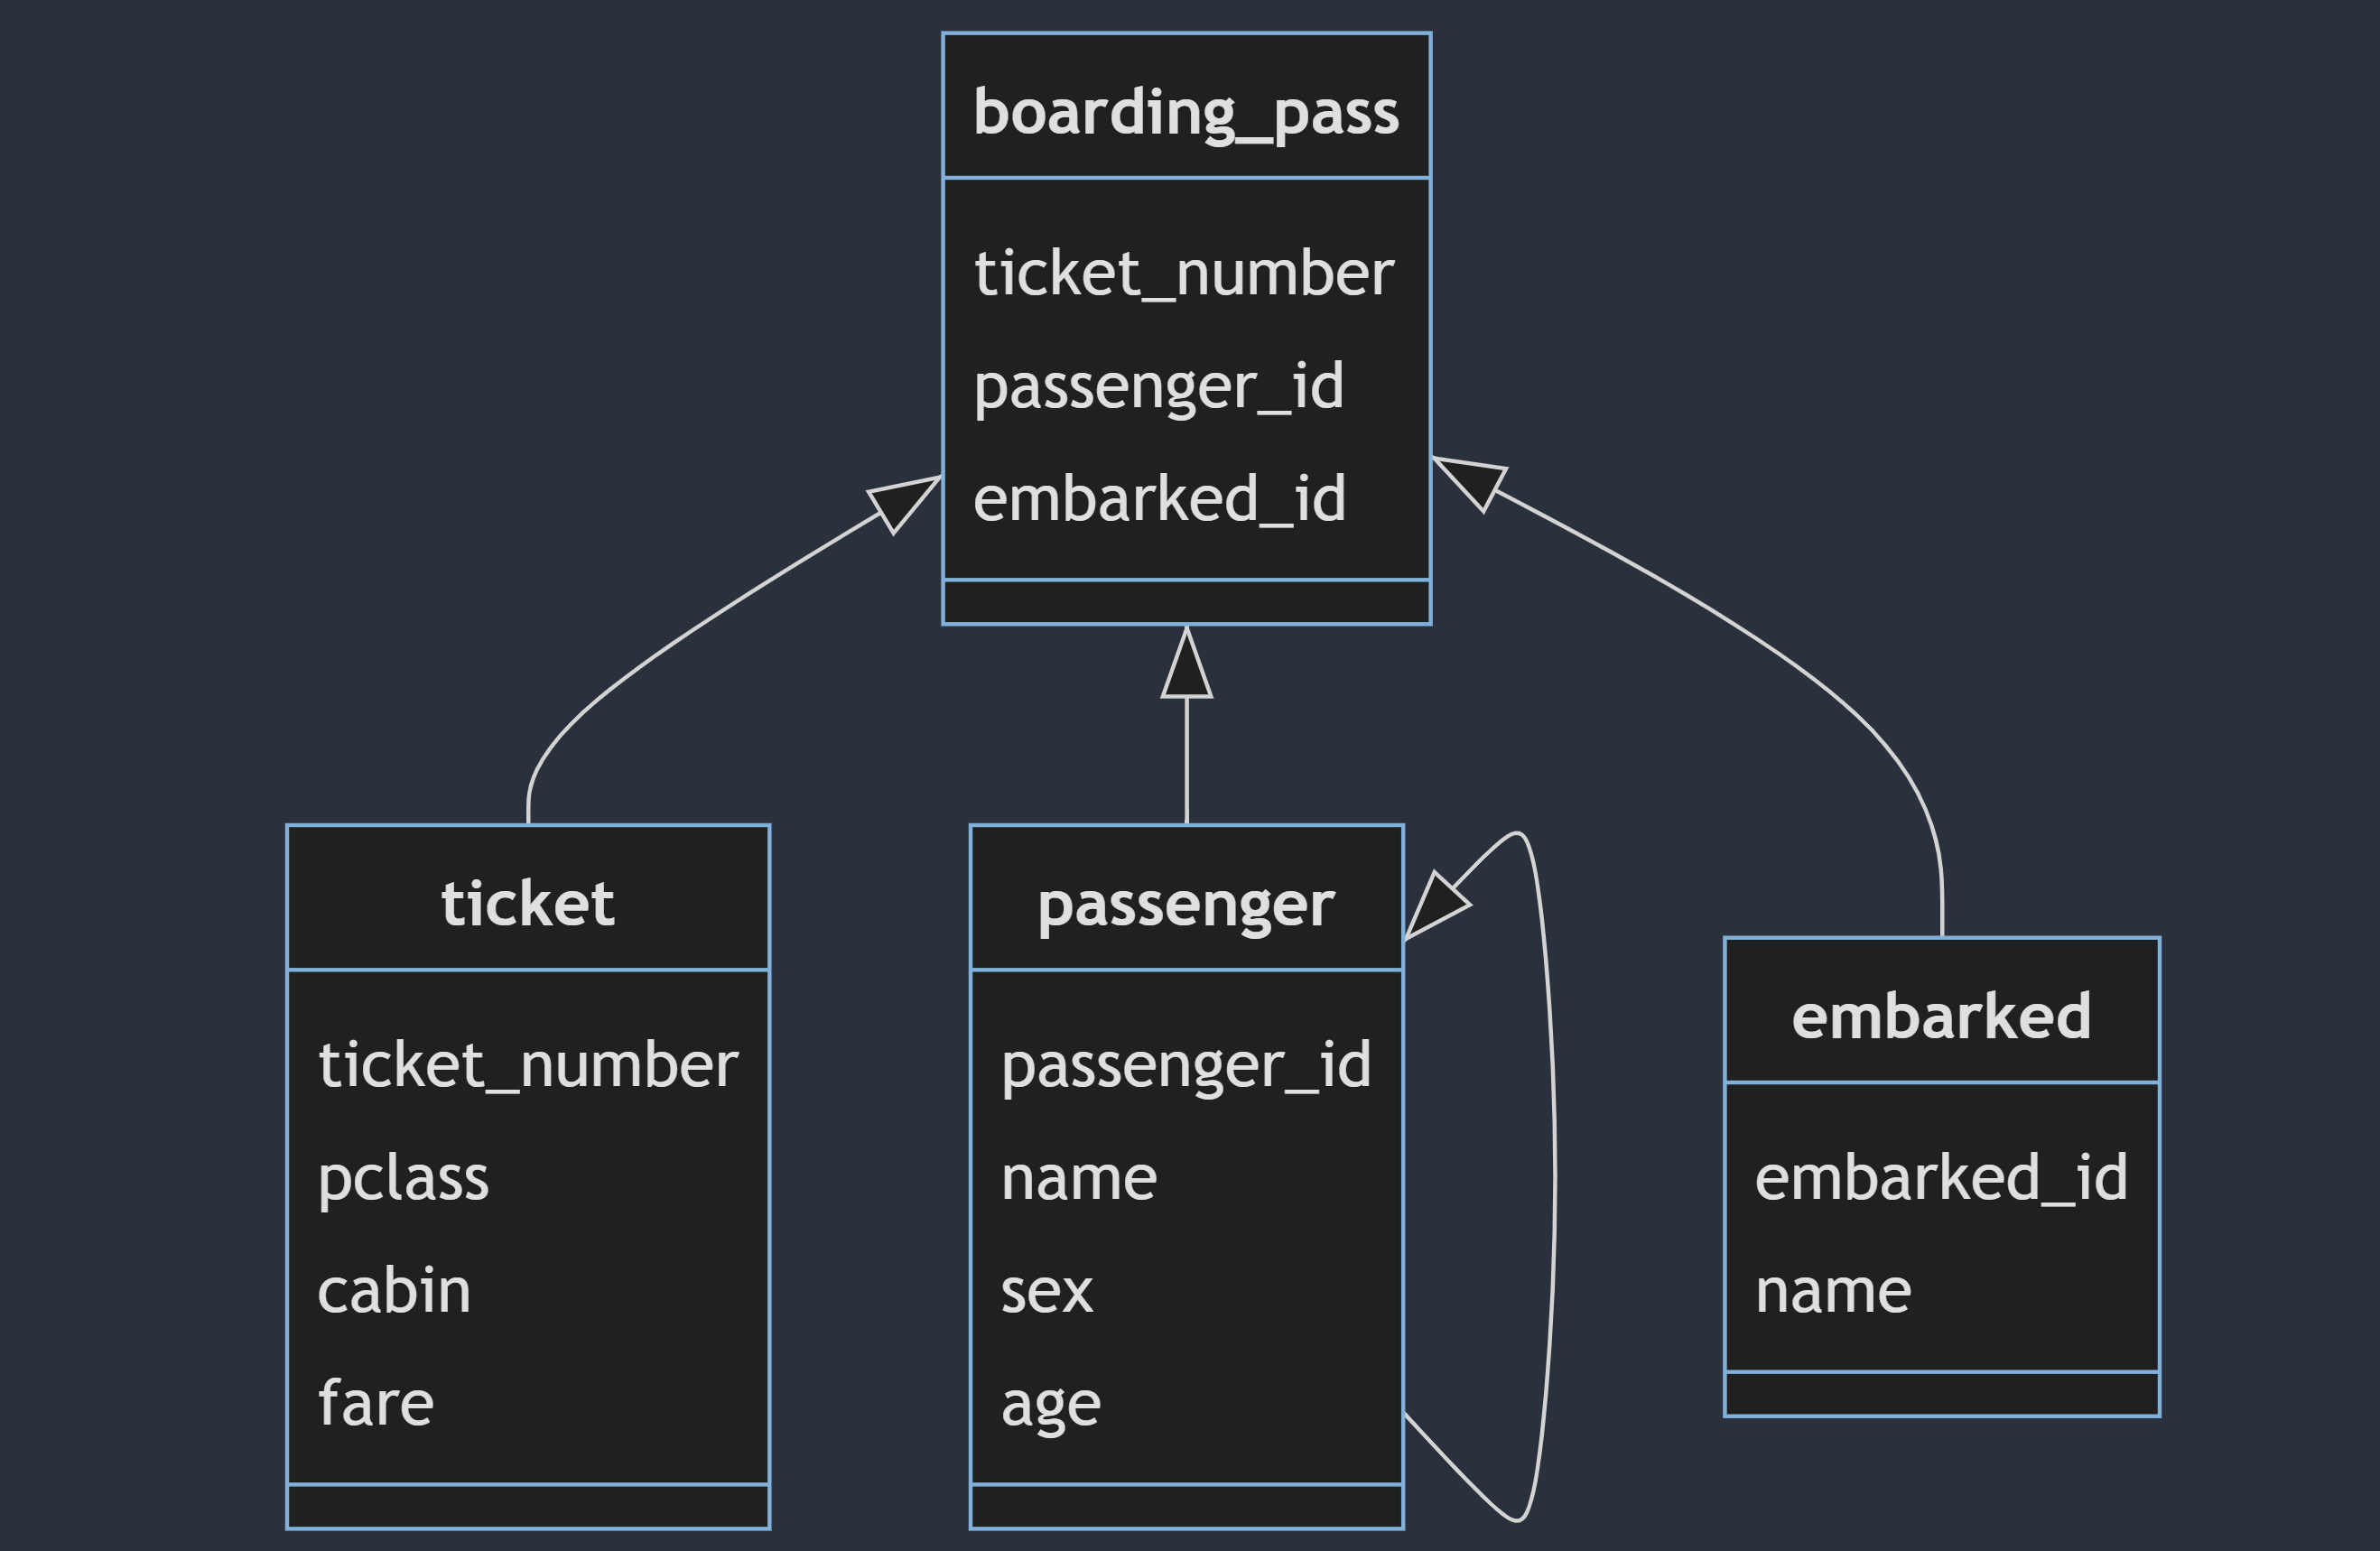 boarding_pass
ticket_number
passenger_id
embarked_id
ticket
ticket_number
pclass
cabin
fare
passenger
passenger_id
name
sex
age
embarked
embarked_id
name